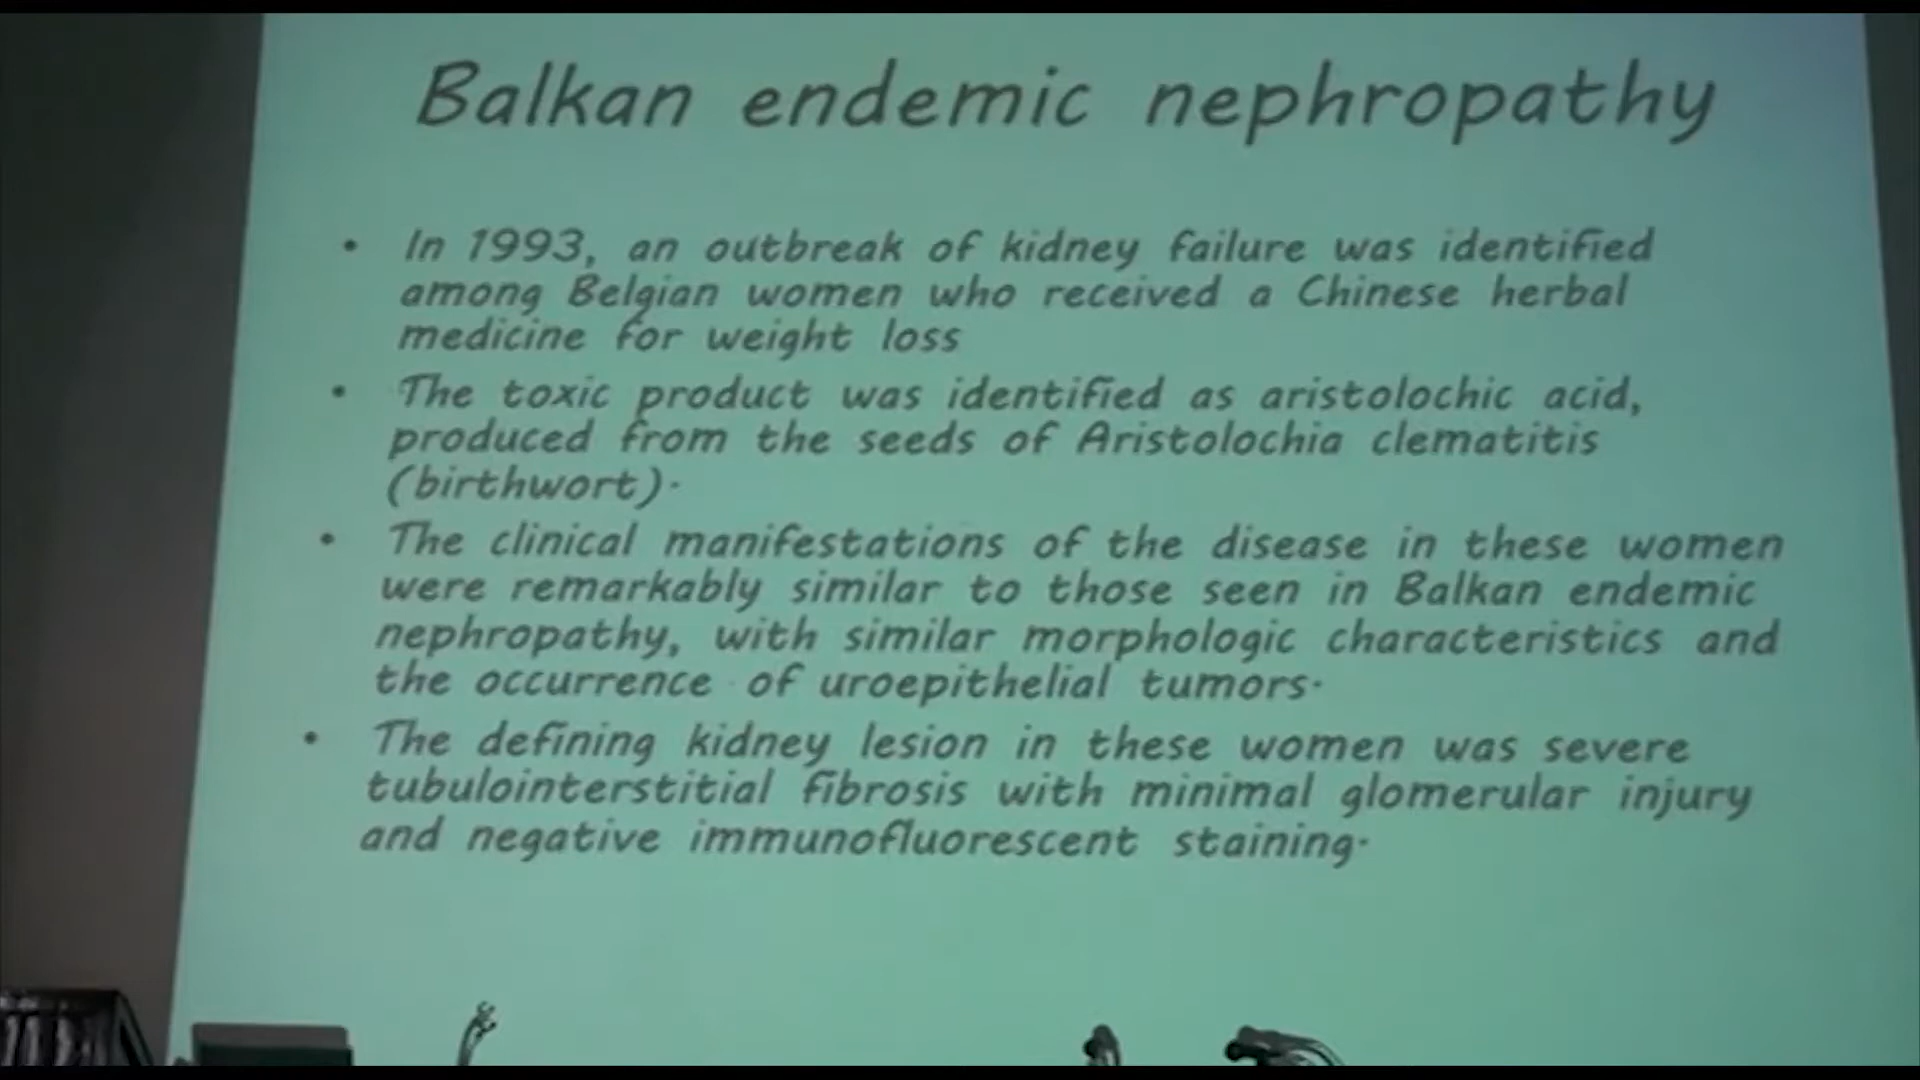 Balkan endemic nephropathy
• In 1993, an outbreak of kidney failure was identified
among Belgian women who received a Chinese herbal
medicine for weight loss
• The toxic product was identified as aristolochic acid,
produced from the seeds of Aristolochia clematitis
(birthwort).
• The clinical manifestations of the disease in these women
were remarkably similar to those seen in Balkan endemic
nephropathy, with similar morphologic characteristics and
the occurrence of uroepithelial tumors.
• The defining kidney lesion in these women was severe
tubulointerstitial fibrosis with minimal glomerular injury
and negative immunofluorescent staining.